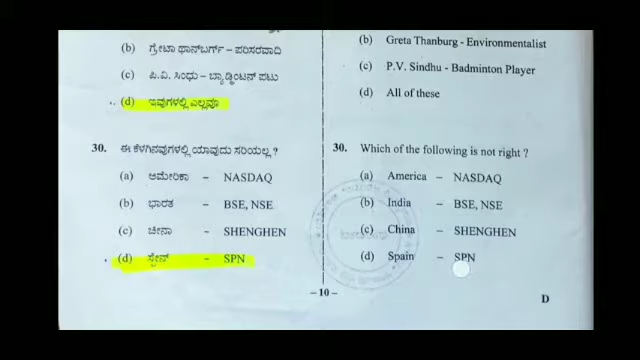 (b) ಗ್ರೇಟಾ ಥಾನ್‌ಬರ್ಗ್ – ಪರಿಸರವಾದಿ
(c) ಪಿ.ವಿ. ಸಿಂಧು – ಬ್ಯಾಡ್ಮಿಂಟನ್ ಪಟು
(d) ಇವುಗಳಲ್ಲಿ ಎಲ್ಲವೂ
30. ಈ ಕೆಳಗಿನವುಗಳಲ್ಲಿ ಯಾವುದು ಸರಿಯಲ್ಲ ?
(a) ಅಮೇರಿಕಾ – NASDAQ
(b) ಭಾರತ – BSE, NSE
(c) ಚೀನಾ – SHENGHEN
(d) ಸ್ಪೇನ್ – SPN
(b) Greta Thanburg - Environmentalist
(c) P.V. Sindhu - Badminton Player
(d) All of these
30. Which of the following is not right ?
(a) America – NASDAQ
(b) India – BSE, NSE
(c) China – SHENGHEN
(d) Spain – SPN
– 10 –
D